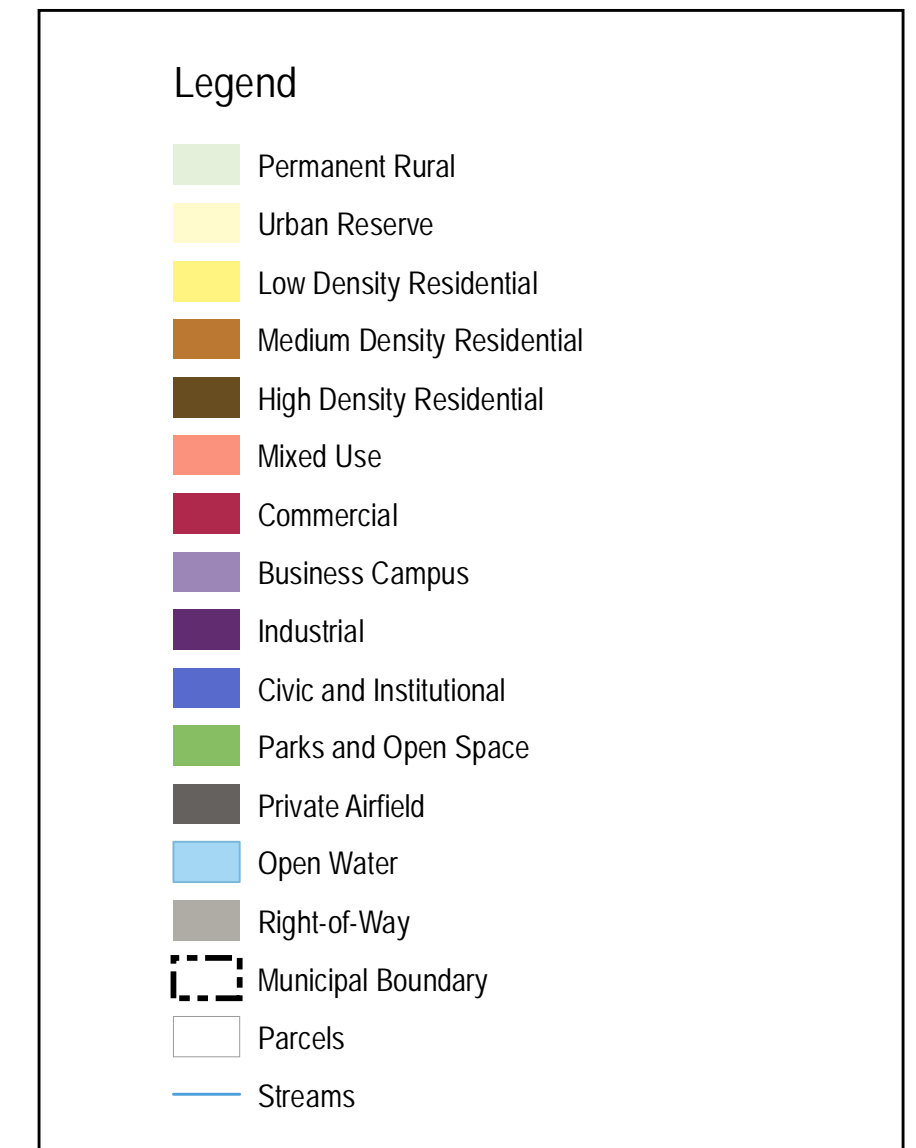 Legend
Permanent Rural
Urban Reserve
Low Density Residential
Medium Density Residential
High Density Residential
Mixed Use
Commercial
Business Campus
Industrial
Civic and Institutional
Parks and Open Space
Private Airfield
Open Water
Right-of-Way
Municipal Boundary
Parcels
Streams